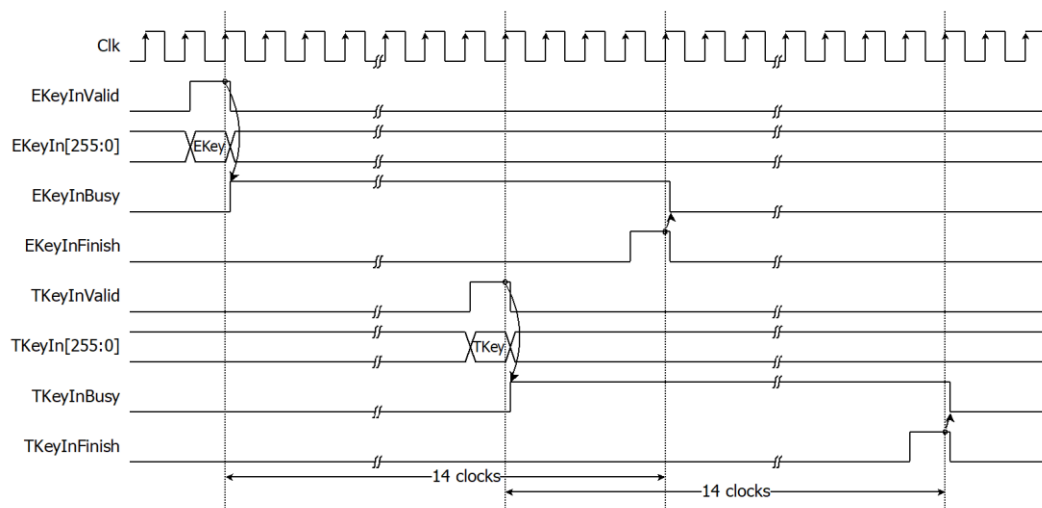 Clk
EKeyInValid
EKeyIn[255:0]
EKey
EKeyInBusy
EKeyInFinish
TKeyInValid
TKeyIn[255:0]
TKey
TKeyInBusy
TKeyInFinish
14 clocks
14 clocks